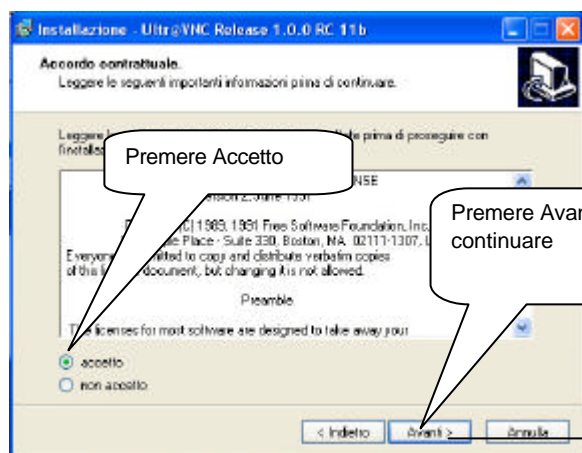 Installazione - Ultr@VNC Release 1.0.0 RC 11b
Accordo contrattuale.
Leggere le seguenti importanti informazioni prima di continuare.
Leggere prima di proseguire con
Premere Accetto
NSE
1989, 1991 Free Software Foundation, Inc.
Place - Suite 330, Boston, MA 02111-1307,
Premere
continuare
to copy and distribute verbatim copies
of this document, but changing it is not allowed.
Preamble
licenses for most software are designed to take away your
accetto
non accetto
< Indietro
Avanti >
Annulla